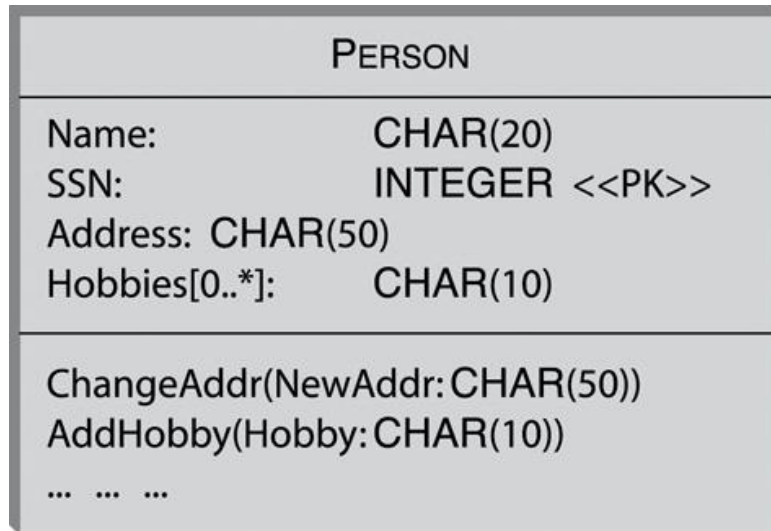 PERSON
Name: CHAR(20)
SSN: INTEGER <<PK>>
Address: CHAR(50)
Hobbies[0..*]: CHAR(10)
ChangeAddr(NewAddr: CHAR(50))
AddHobby(Hobby: CHAR(10))
... ... ...